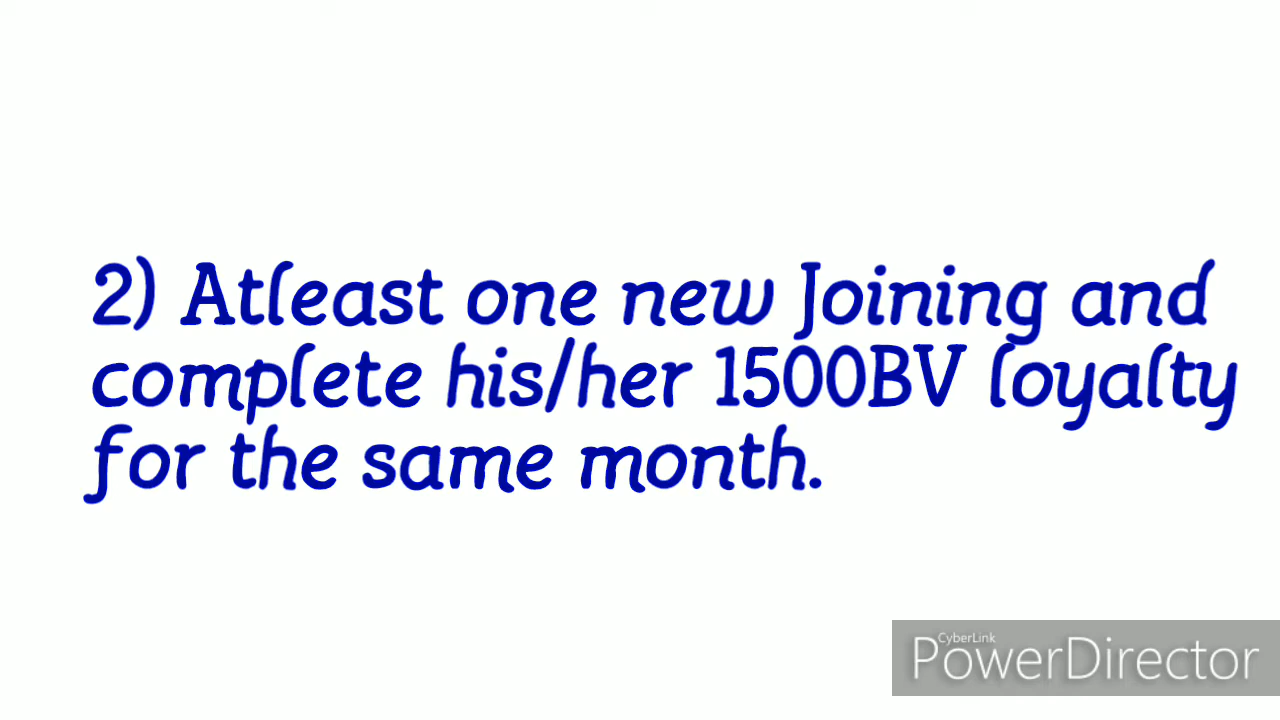 2) Atleast one new Joining and
complete his/her 1500BV loyalty
for the same month.
CyberLink
PowerDirector